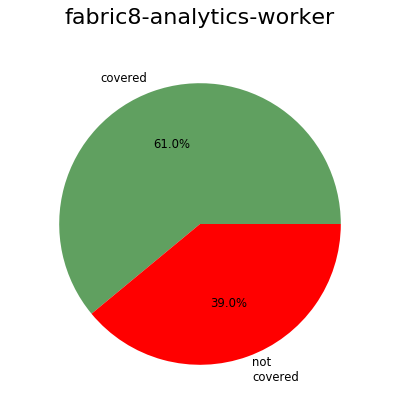 fabric8-analytics-worker
covered
61.0%
39.0%
not
covered